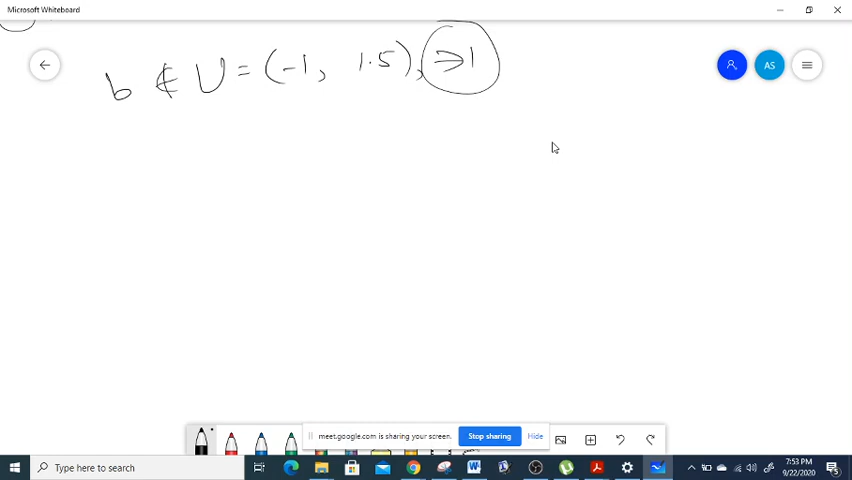 Microsoft Whiteboard
b ∉ U = (-1, 1.5), ∋ 1
AS
meet.google.com is sharing your screen.
Stop sharing
Hide
Type here to search
7:53 PM
9/22/2020